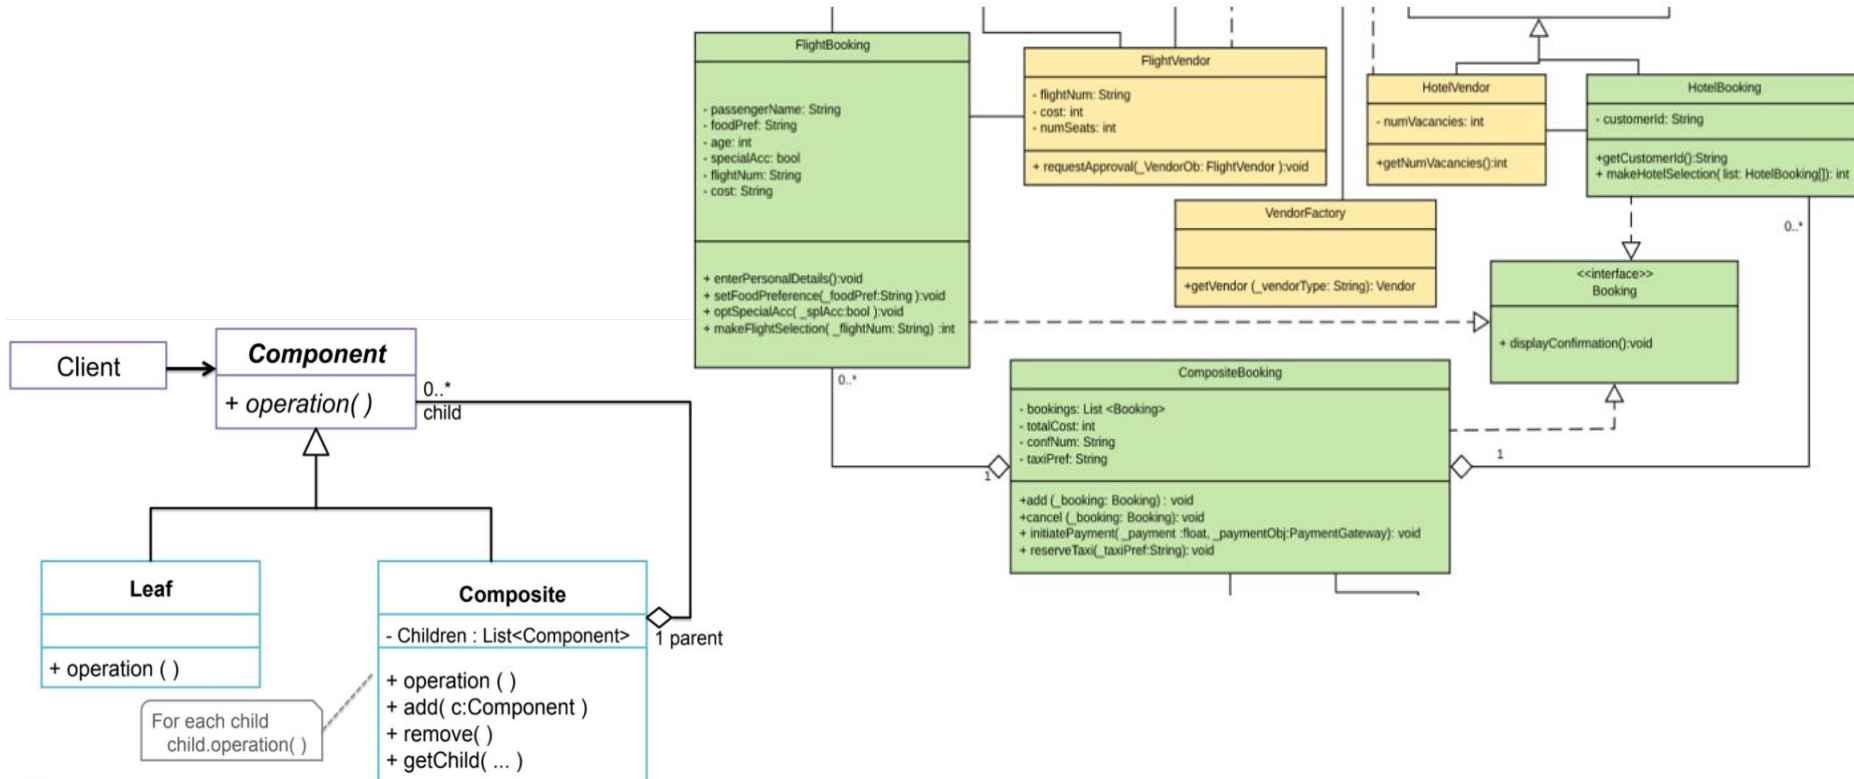 FlightBooking
- passengerName: String
- foodPref: String
- age: int
- specialAcc: bool
- flightNum: String
- cost: String
+ enterPersonalDetails():void
+ setFoodPreference(_foodPref:String ):void
+ optSpecialAcc( _splAcc:bool ):void
+ makeFlightSelection( _flightNum: String) :int
0..*
FlightVendor
- flightNum: String
- cost: int
- numSeats: int
+ requestApproval(_VendorOb: FlightVendor ):void
HotelVendor
- numVacancies: int
+getNumVacancies():int
HotelBooking
- customerId: String
+getCustomerId():String
+ makeHotelSelection( list: HotelBooking[]): int
0..*
VendorFactory
+getVendor (_vendorType: String): Vendor
<<interface>>
Booking
+ displayConfirmation():void
CompositeBooking
- bookings: List <Booking>
- totalCost: int
- confNum: String
- taxiPref: String
+add (_booking: Booking) : void
+cancel (_booking: Booking): void
+ initiatePayment( _payment :float, _paymentObj:PaymentGateway): void
+ reserveTaxi(_taxiPref:String): void
1
1
Client
Component
+ operation( )
0..*
child
Leaf
+ operation ( )
Composite
- Children : List<Component>
1 parent
+ operation ( )
+ add( c:Component )
+ remove( )
+ getChild( ... )
For each child
child.operation( )